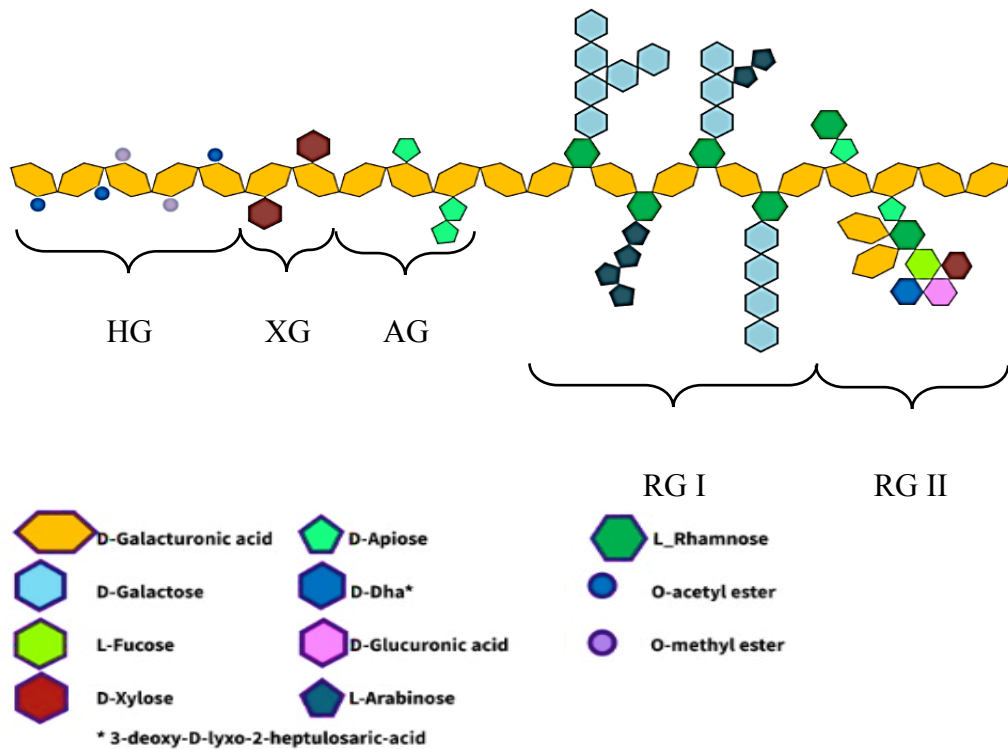 HG XG AG
RG I RG II
D-Galacturonic acid D-Apiose L_Rhamnose
D-Galactose D-Dha* O-acetyl ester
L-Fucose D-Glucuronic acid O-methyl ester
D-Xylose L-Arabinose
* 3-deoxy-D-lyxo-2-heptulosaric-acid